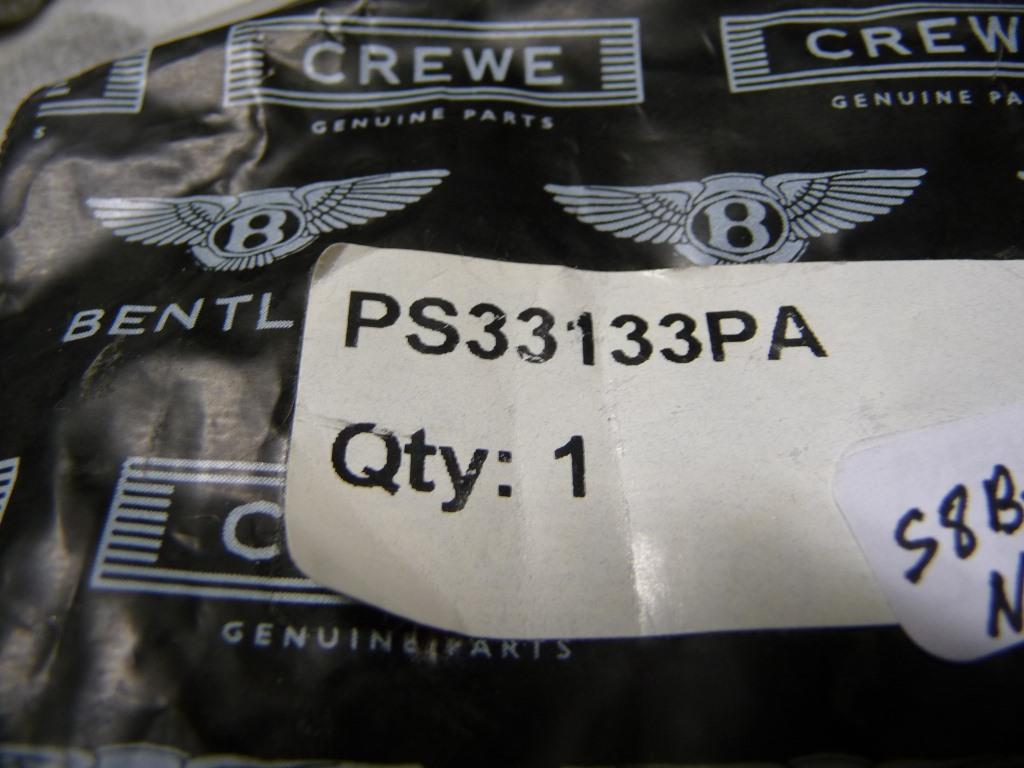 CREWE
GENUINE PARTS
CREW
GENUINE PA
S
B
B
BENTL
PS33133PA
Qty: 1
C
GENUINE PARTS
S8B
N